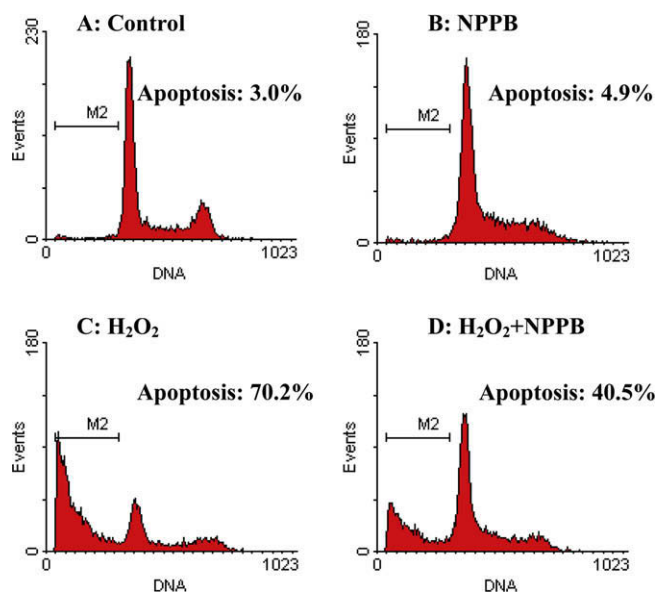 A: Control
230
Apoptosis: 3.0%
M2
Events
0
0
1023
DNA
B: NPPB
180
Apoptosis: 4.9%
M2
Events
0
0
1023
DNA
C: H₂O₂
180
Apoptosis: 70.2%
M2
Events
0
0
1023
DNA
D: H₂O₂+NPPB
180
Apoptosis: 40.5%
M2
Events
0
0
1023
DNA